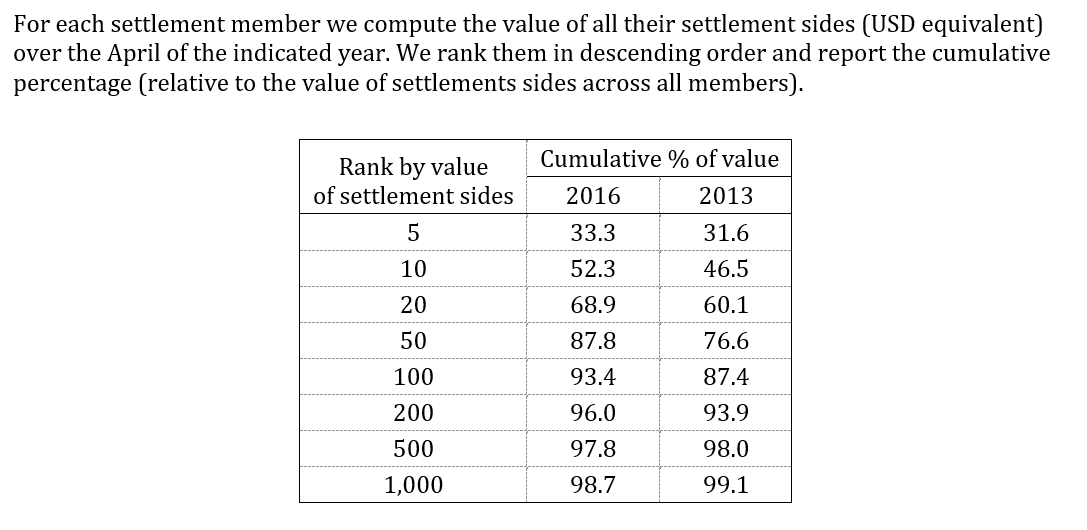 For each settlement member we compute the value of all their settlement sides (USD equivalent)
over the April of the indicated year. We rank them in descending order and report the cumulative
percentage (relative to the value of settlements sides across all members).
Rank by value
of settlement sides
Cumulative % of value
2016 2013
5 33.3 31.6
10 52.3 46.5
20 68.9 60.1
50 87.8 76.6
100 93.4 87.4
200 96.0 93.9
500 97.8 98.0
1,000 98.7 99.1